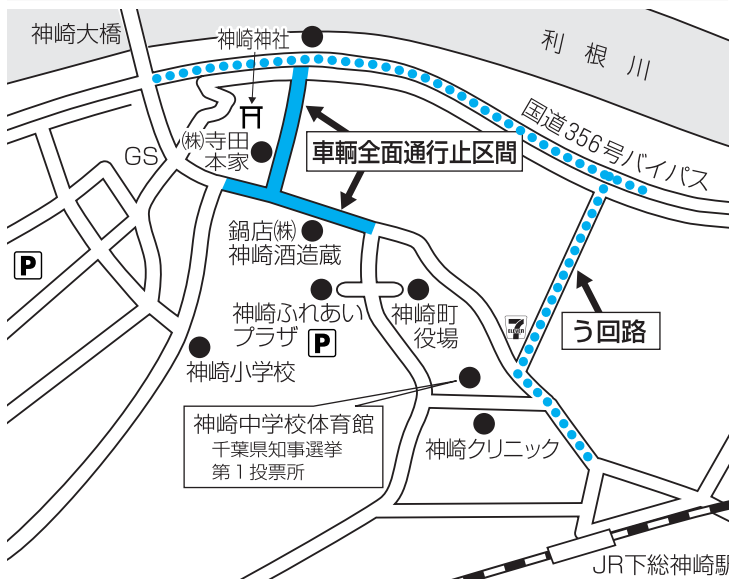 神崎大橋
神崎神社
利根川
国道356号バイパス
GS
㈱寺田
本家
車輌全面通行止区間
鍋店㈱
神崎酒造蔵
P
神崎ふれあい
プラザ
P
神崎町
役場
7
ELEVEN
う回路
神崎小学校
神崎中学校体育館
千葉県知事選挙
第1投票所
神崎クリニック
JR下総神崎駅